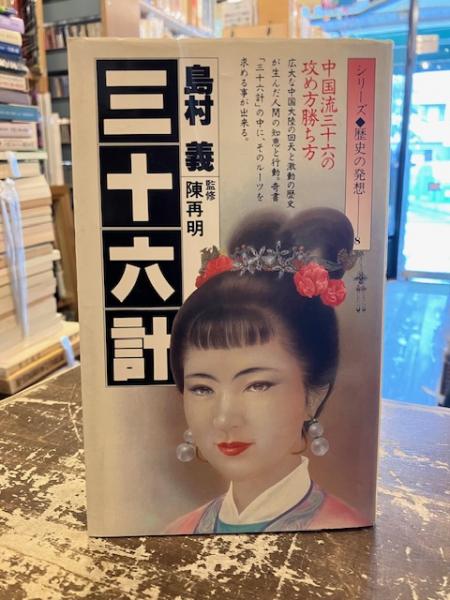 シリーズ◆歴史の発想 8
中国流三十六の
攻め方勝ち方
広大な中国大陸の回天と激動の歴史
が生んだ人間の知恵と行動。奇書
「三十六計」の中に、そのルーツを
求める事が出来る。
島村 義
監修
陳再明
三十六計